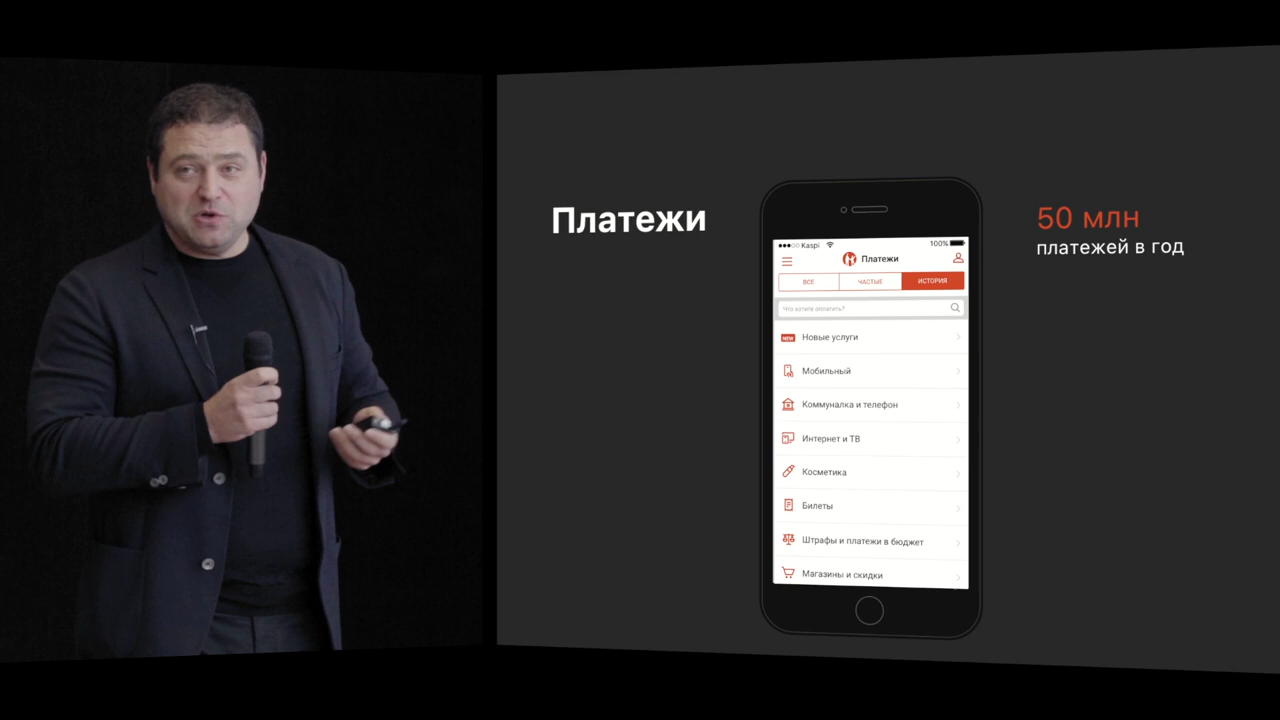 Платежи
50 млн
платежей в год
Kaspi 100%
Платежи
ВСЕ ЧАСТЫЕ ИСТОРИЯ
Что хотите оплатить?
NEW Новые услуги
Мобильный
Коммуналка и телефон
Интернет и ТВ
Косметика
Билеты
Штрафы и платежи в бюджет
Магазины и скидки